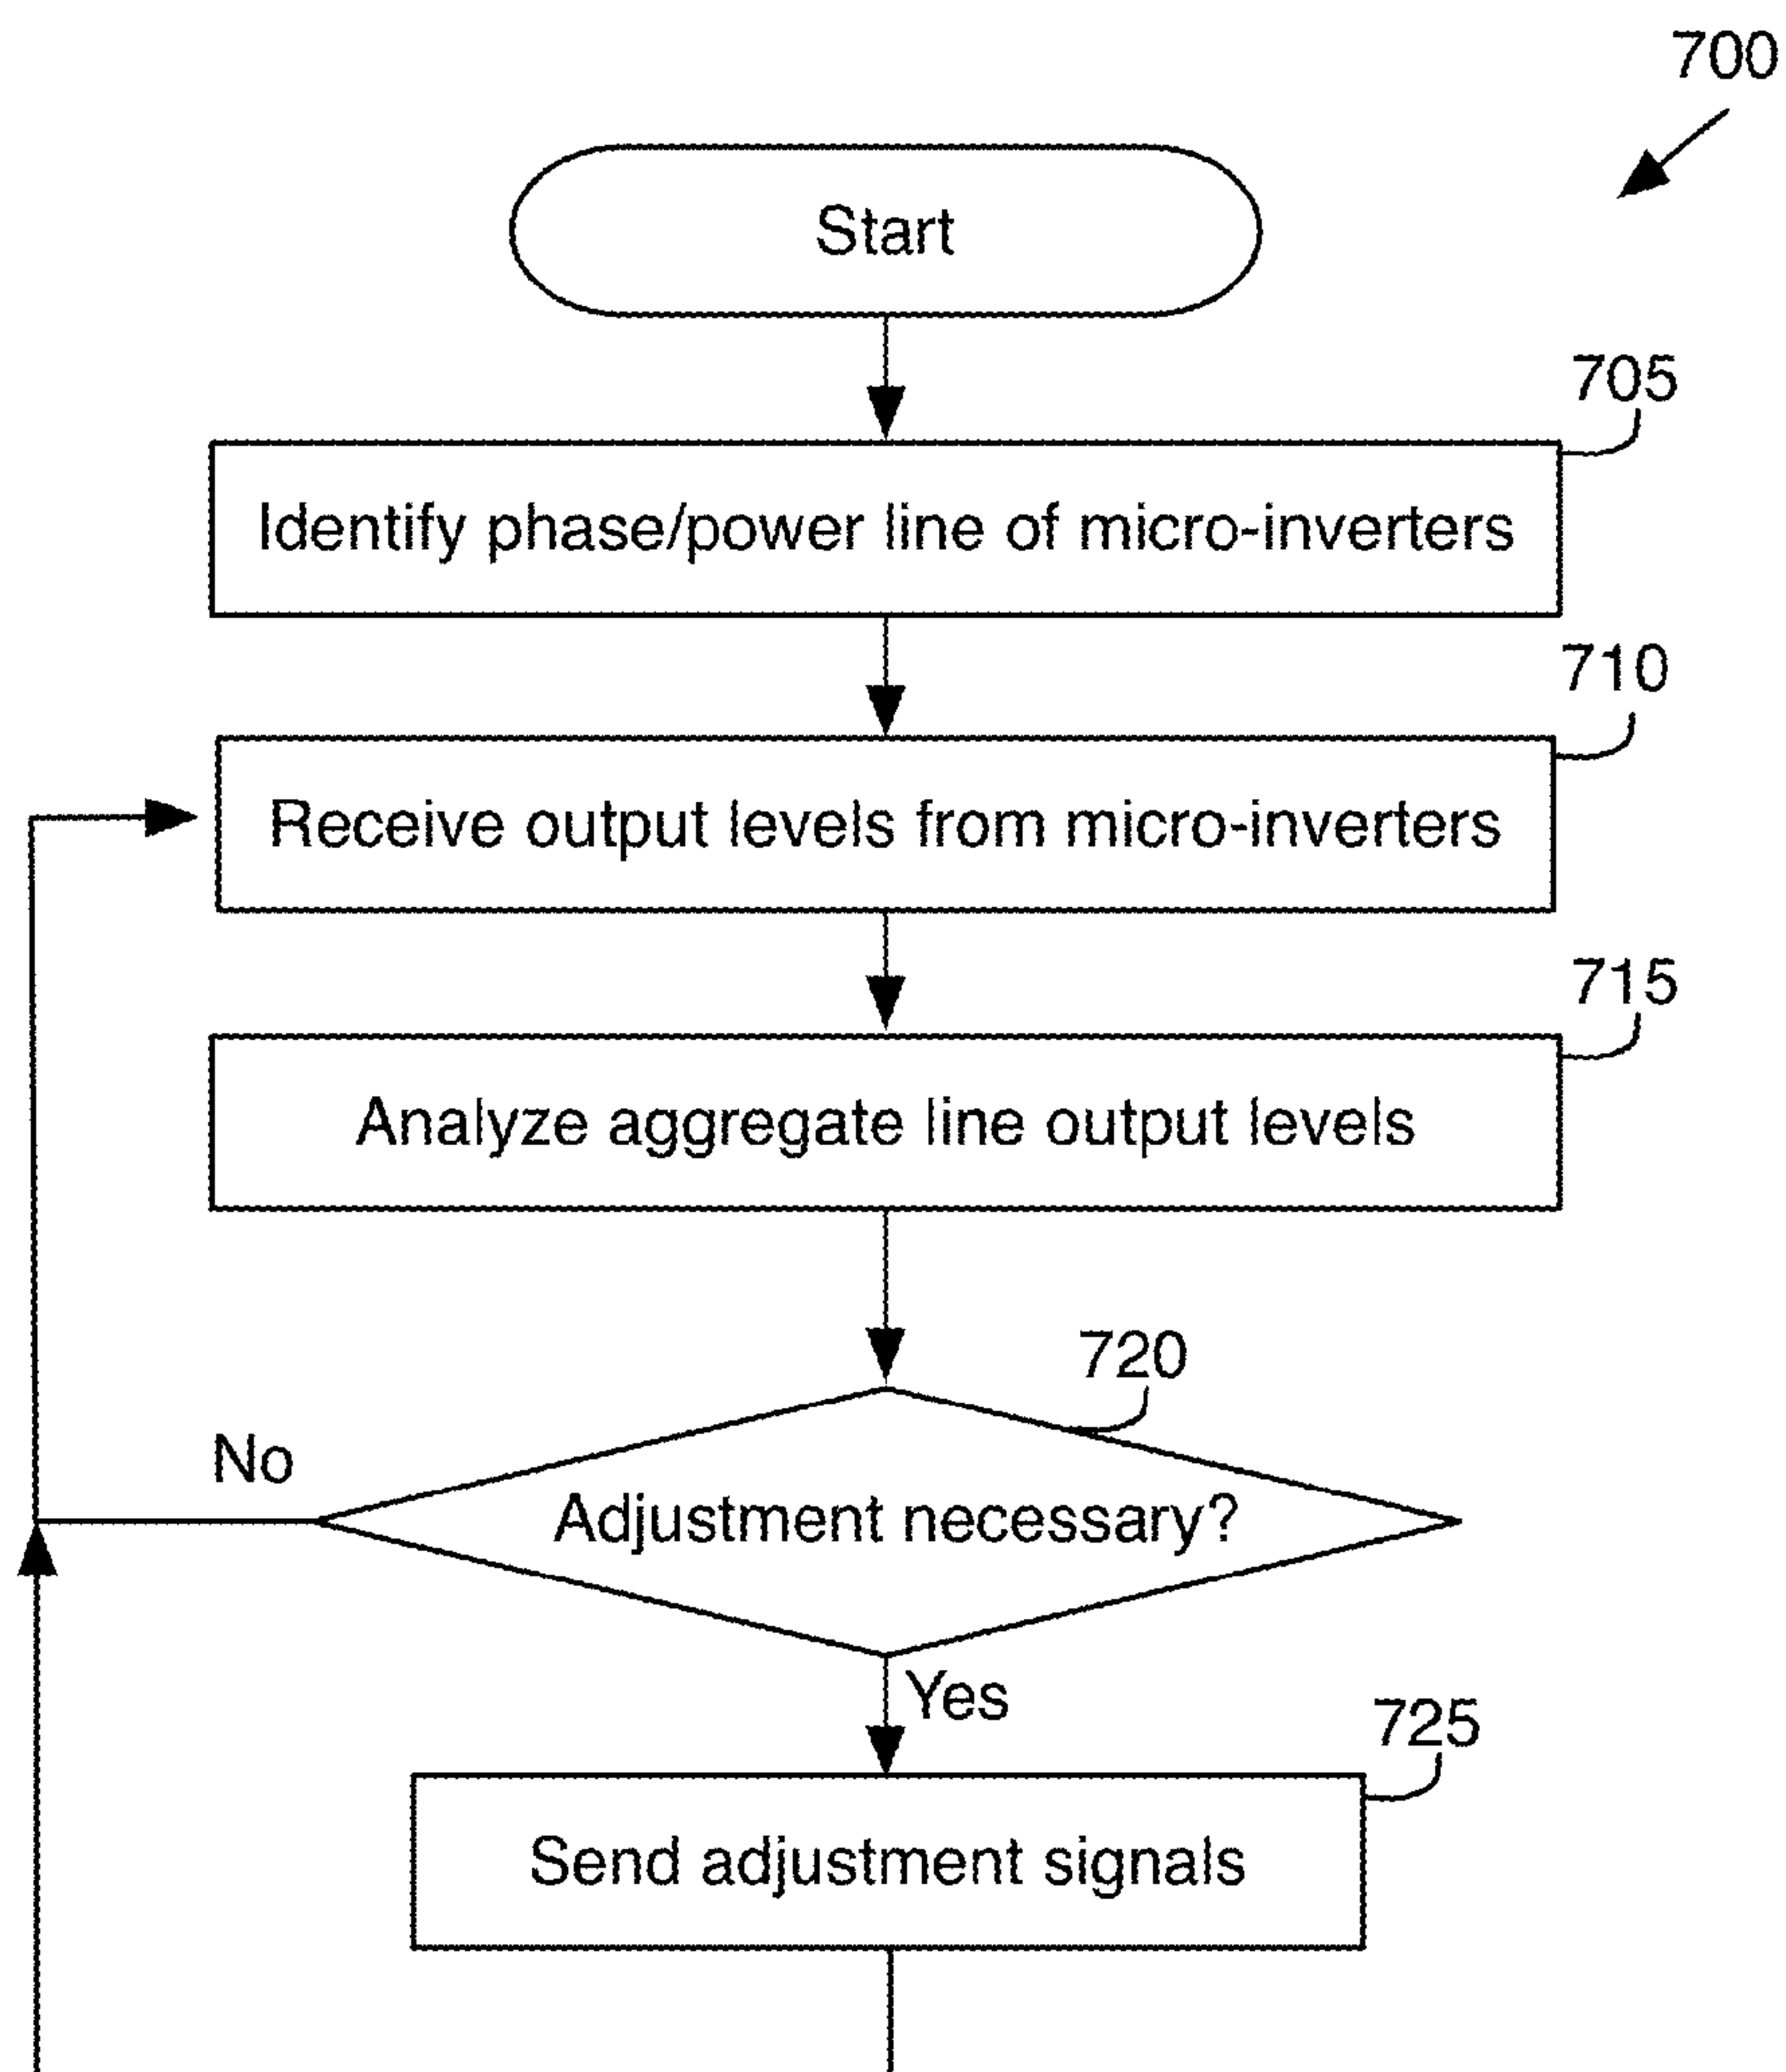 700
Start
705
Identify phase/power line of micro-inverters
710
Receive output levels from micro-inverters
715
Analyze aggregate line output levels
720
No
Adjustment necessary?
Yes
725
Send adjustment signals